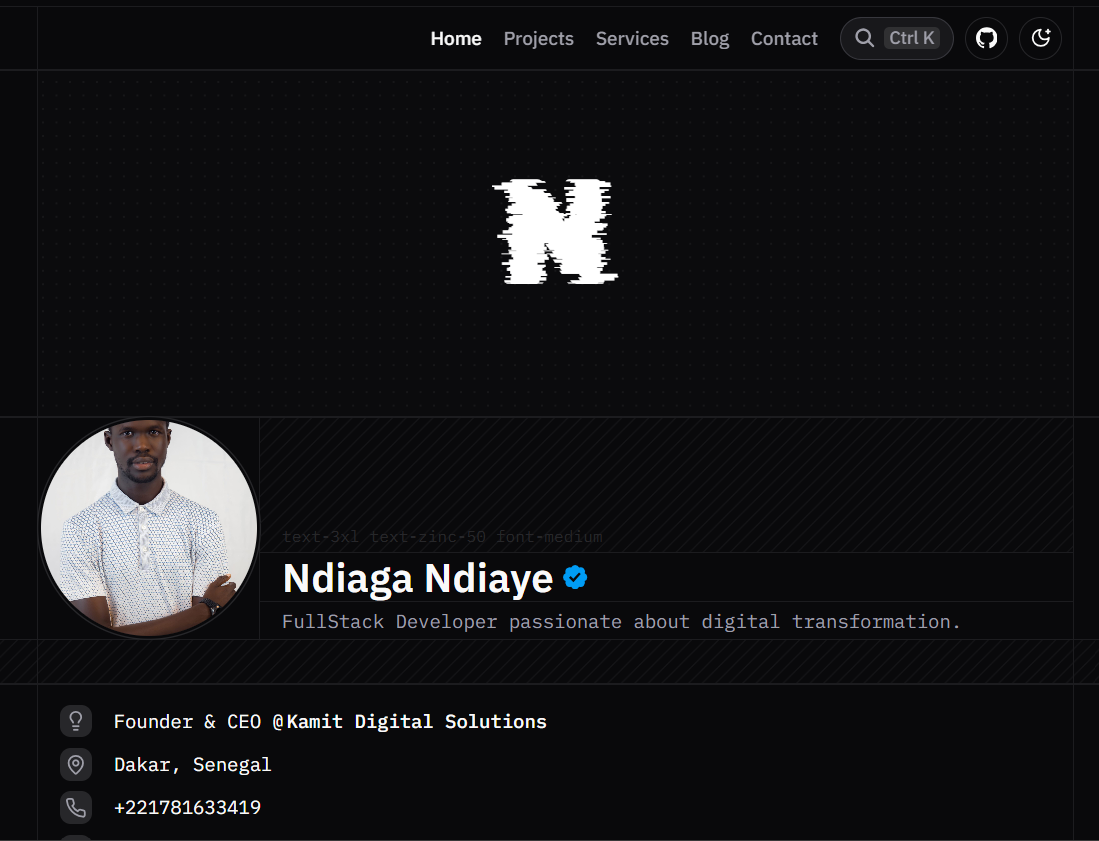 Home Projects Services Blog Contact Ctrl K
N
text-3xl text-zinc-50 font-medium
Ndiaga Ndiaye
FullStack Developer passionate about digital transformation.
Founder & CEO @Kamit Digital Solutions
Dakar, Senegal
+221781633419